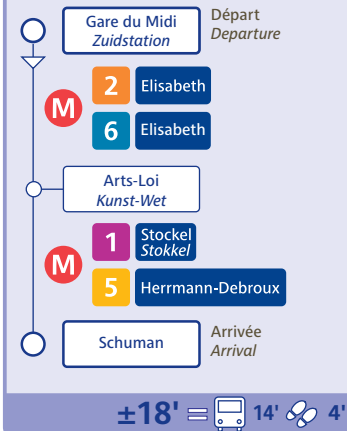 Gare du Midi
Zuidstation
Départ
Departure
M
2 Elisabeth
6 Elisabeth
Arts-Loi
Kunst-Wet
M
1 Stockel
Stokkel
5 Herrmann-Debroux
Schuman
Arrivée
Arrival
±18' = 14' 4'